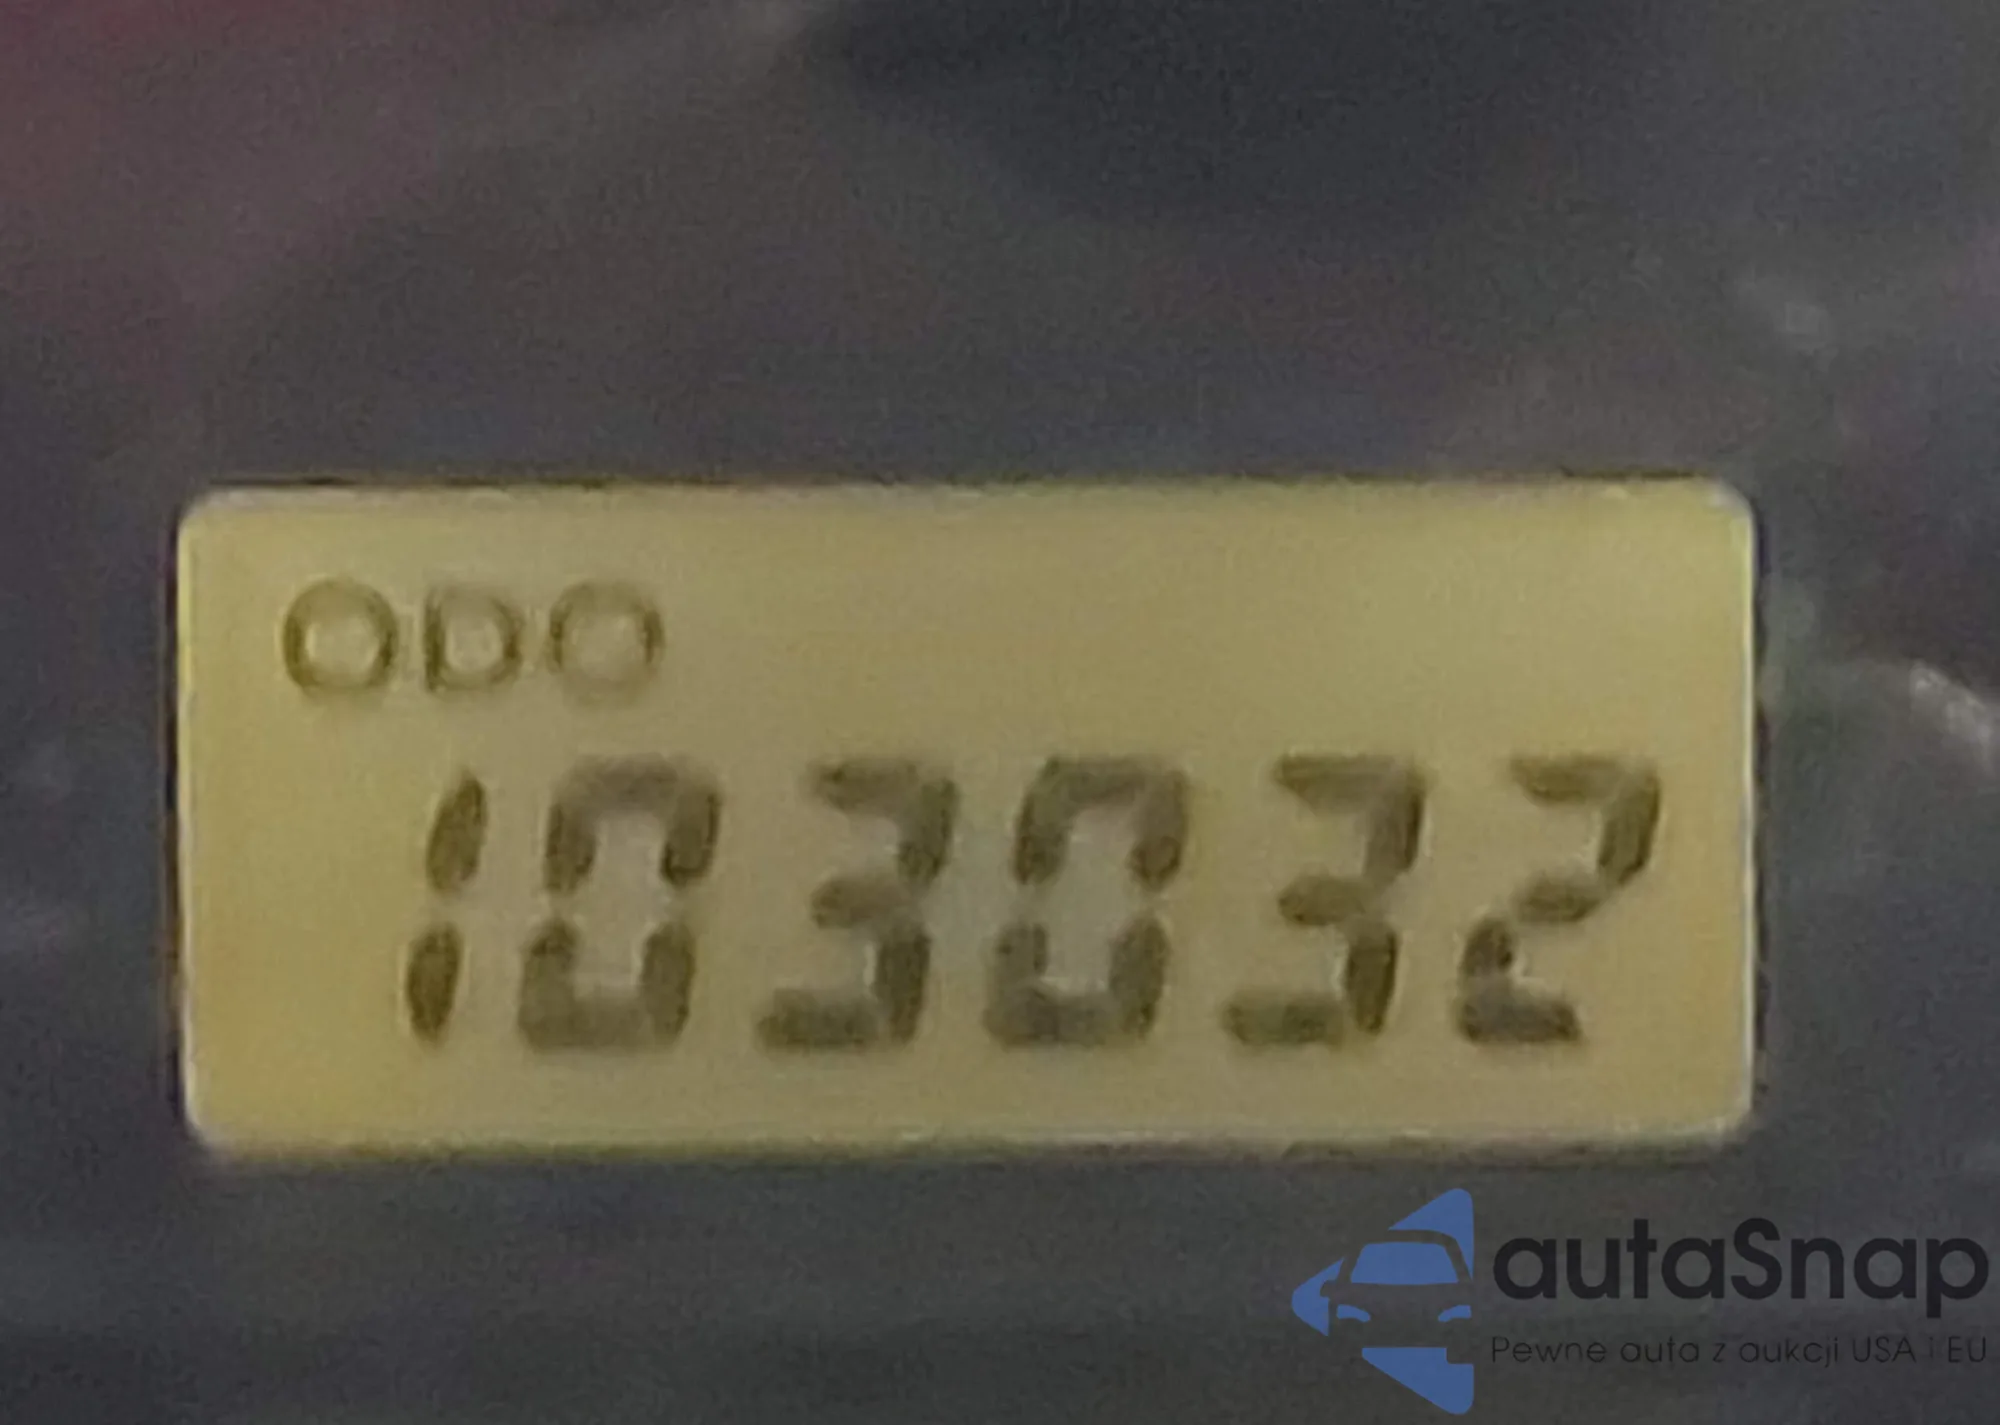 ODO
103032
autaSnap
Pewne auta z aukcji USA i EU